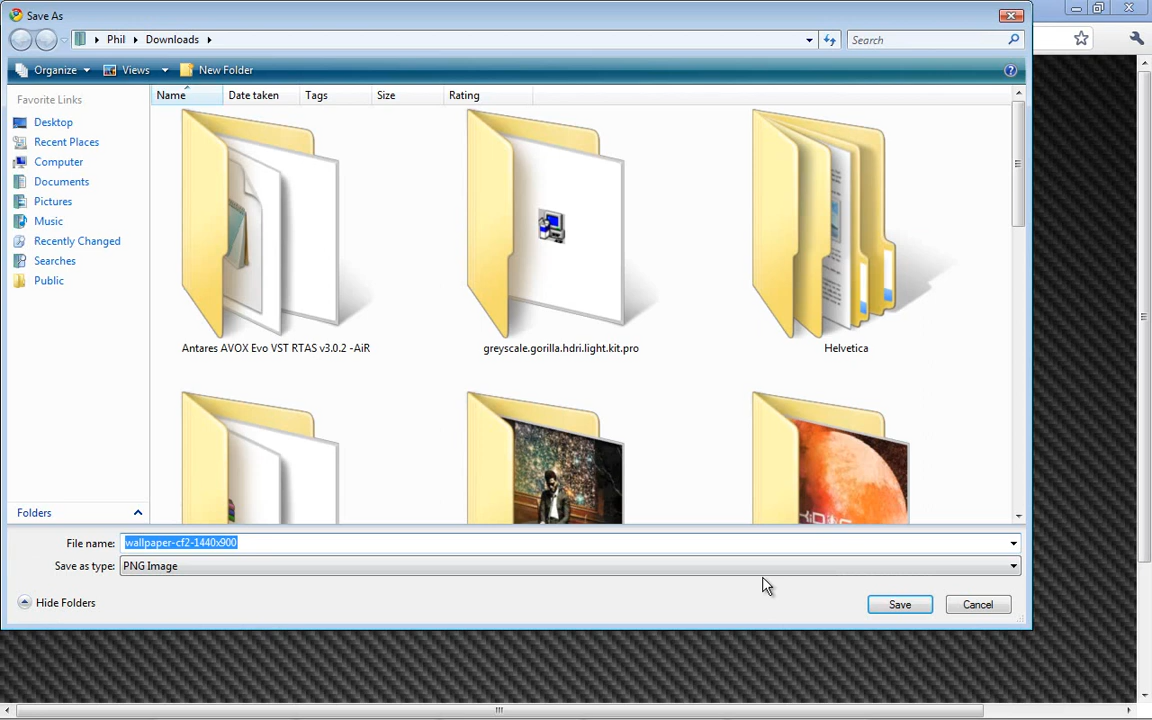 Save As
Phil Downloads
Search
Organize Views New Folder
Favorite Links
Desktop
Recent Places
Computer
Documents
Pictures
Music
Recently Changed
Searches
Public
Folders
Name Date taken Tags Size Rating
Antares AVOX Evo VST RTAS v3.0.2 -AiR
greyscale.gorilla.hdri.light.kit.pro
Helvetica
File name: wallpaper-cf2-1440x900
Save as type: PNG Image
Hide Folders
Save
Cancel